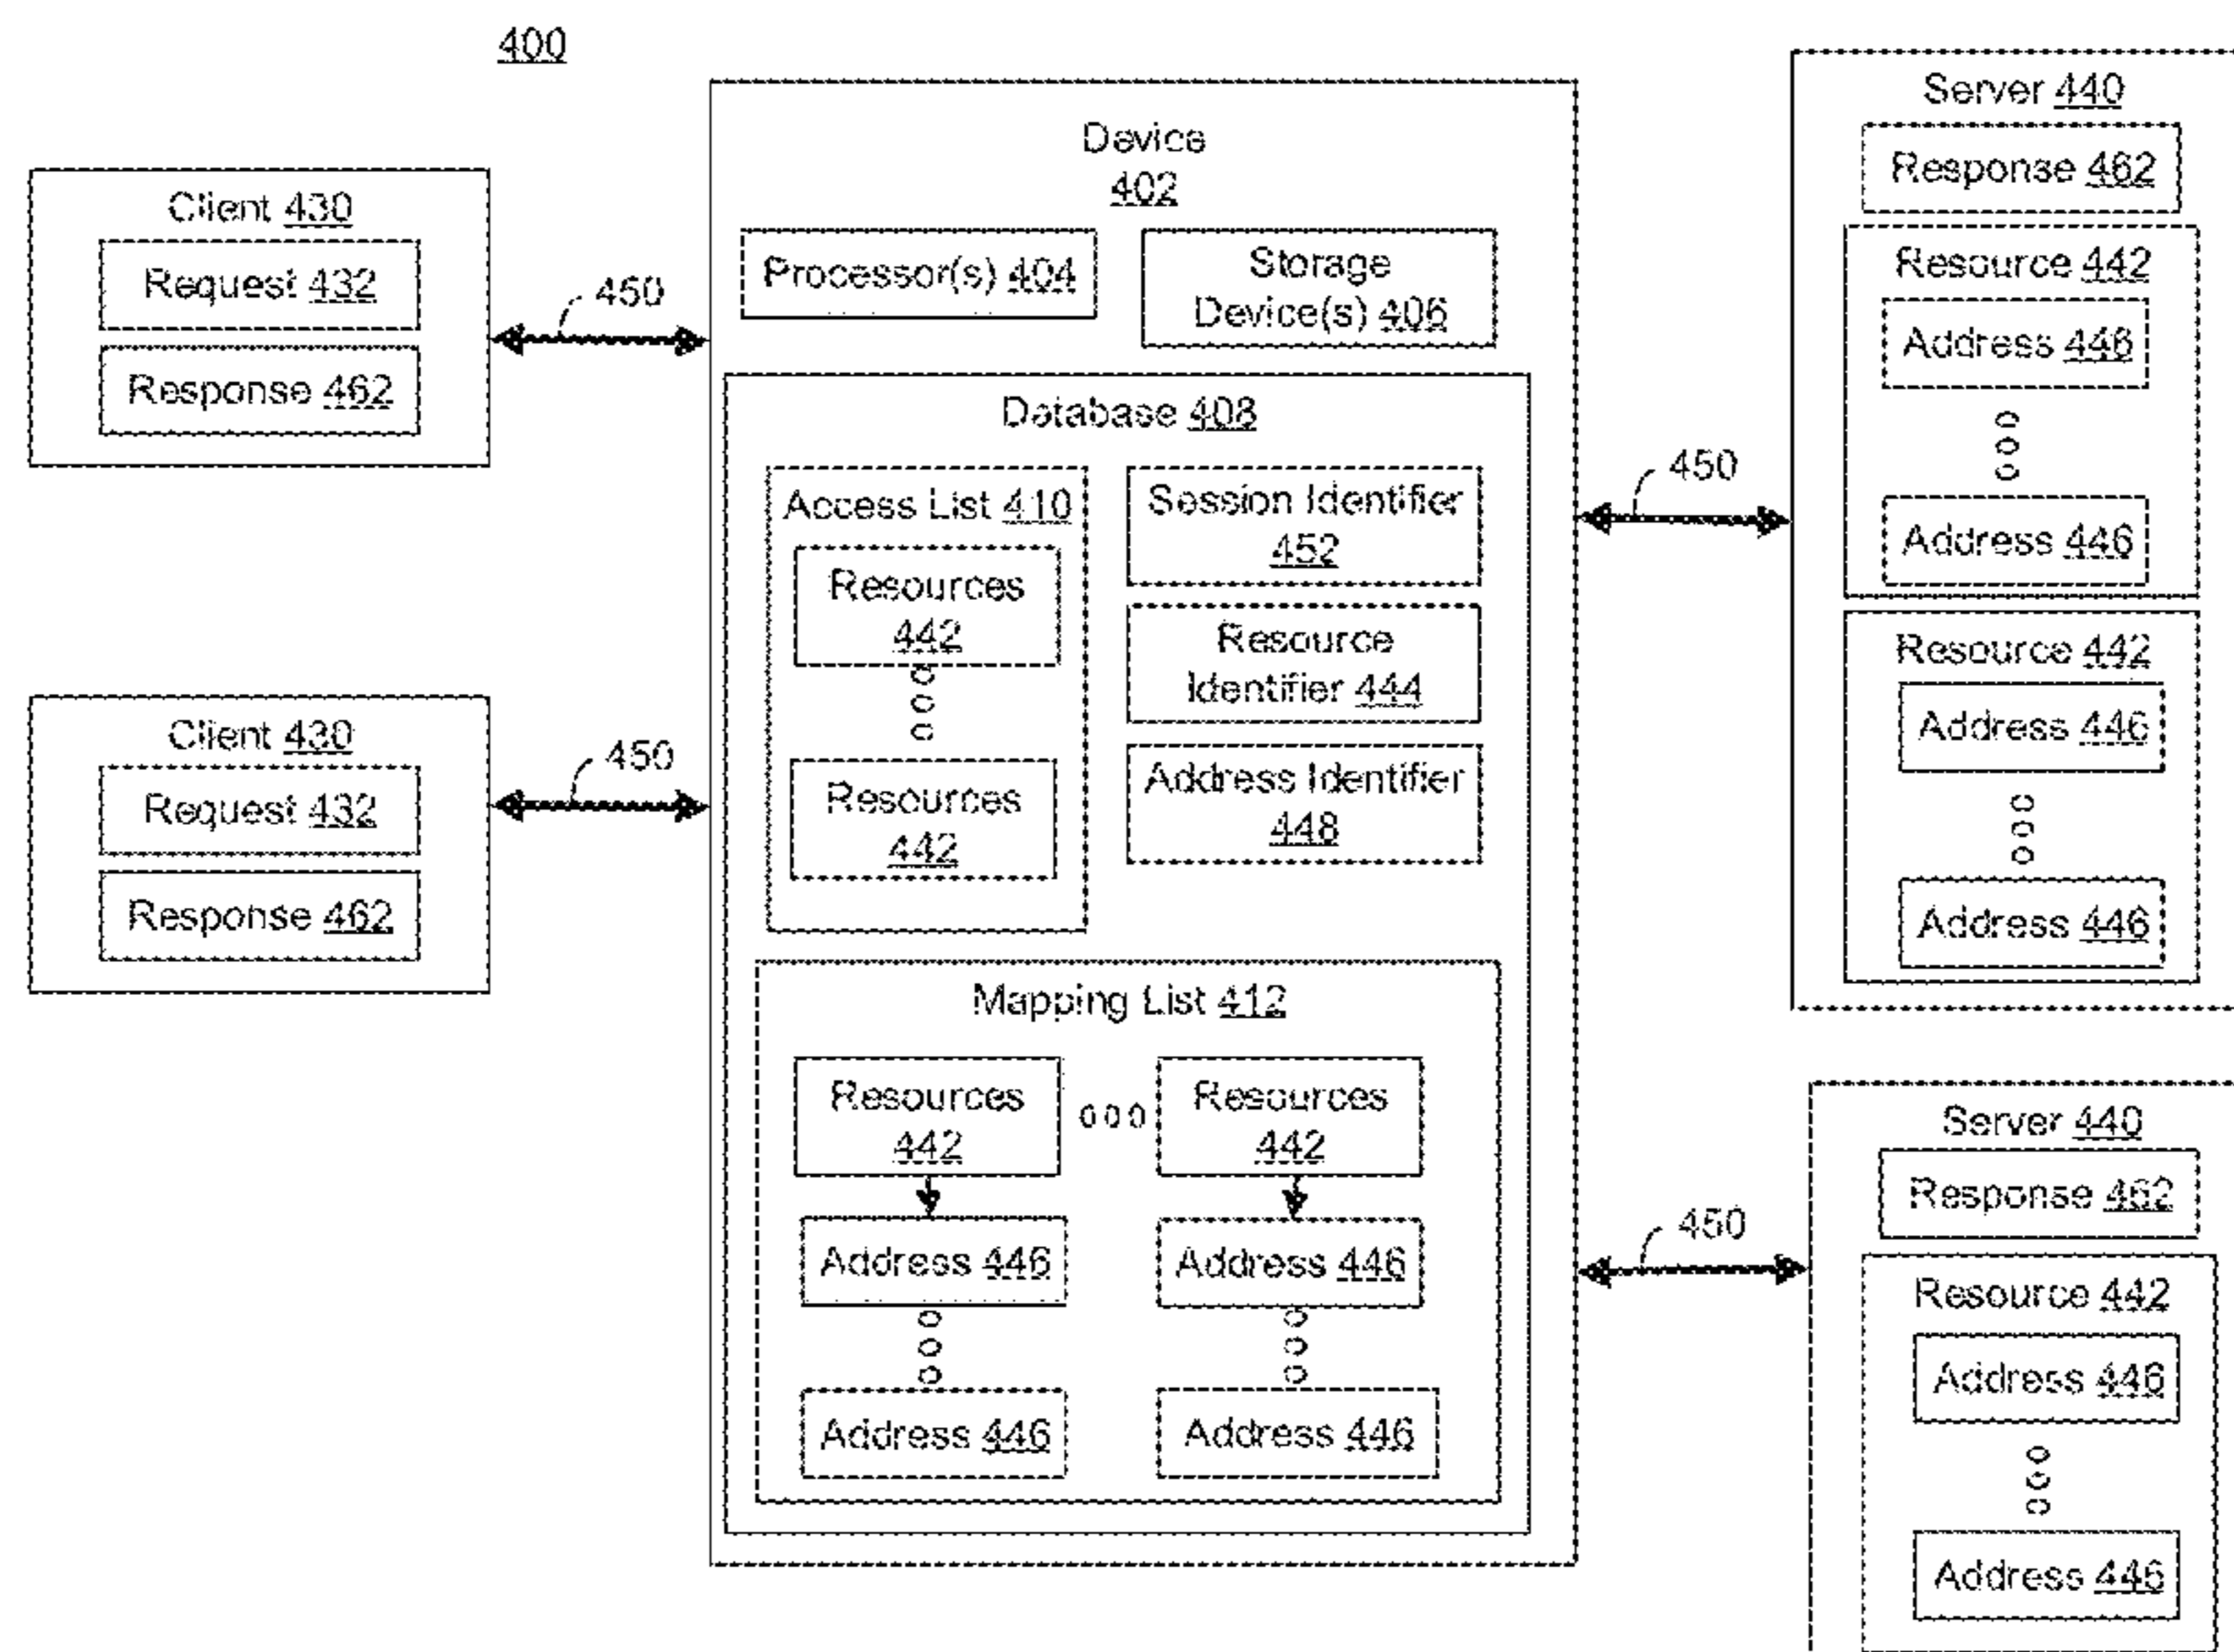 400
Client 430
Request 432
Response 462
450
Client 430
Request 432
Response 462
450
Device
402
Processor(s) 404
Storage
Device(s) 406
Database 408
Access List 410
Resources
442
Resources
442
Session Identifier
452
Resource
Identifier 444
Address Identifier
448
Mapping List 412
Resources
442
Resources
442
Address 446
Address 446
Address 446
Address 446
450
Server 440
Response 462
Resource 442
Address 446
Address 446
Resource 442
Address 446
Address 446
450
Server 440
Response 462
Resource 442
Address 446
Address 446